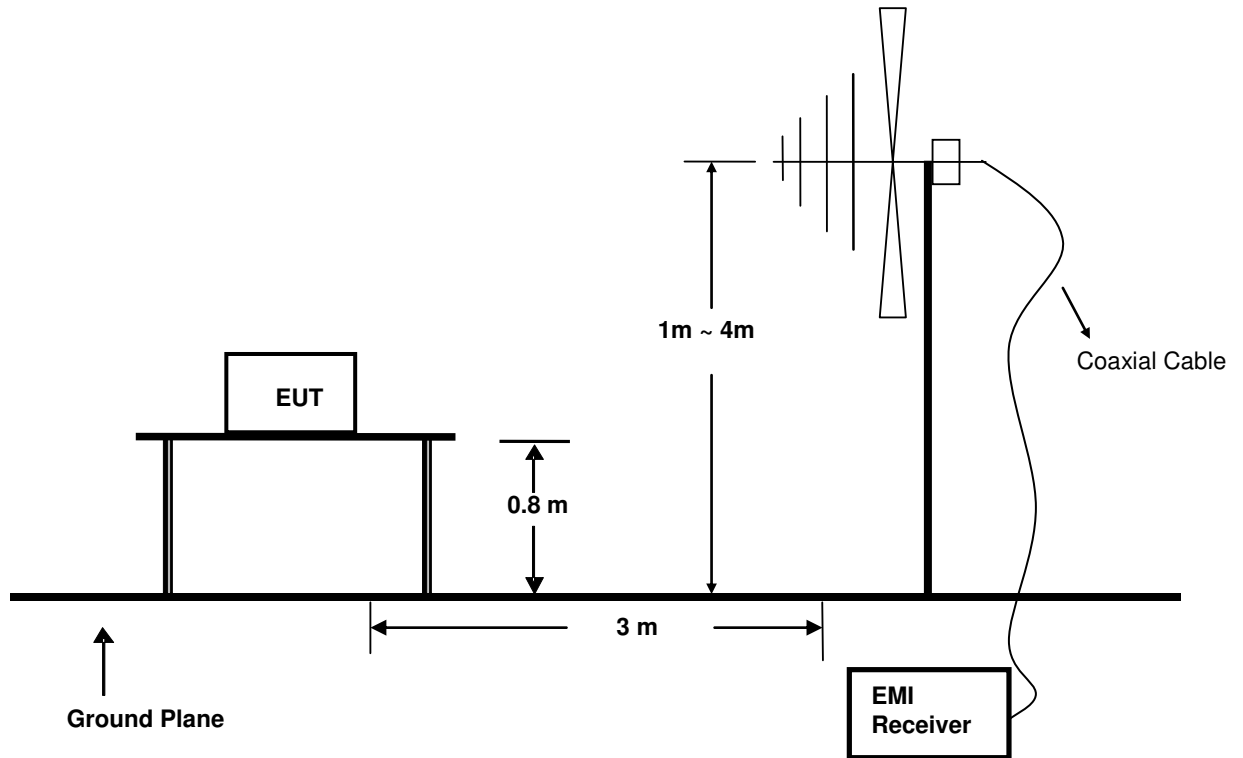 1m ~ 4m
Coaxial Cable
EUT
0.8 m
3 m
EMI
Receiver
Ground Plane